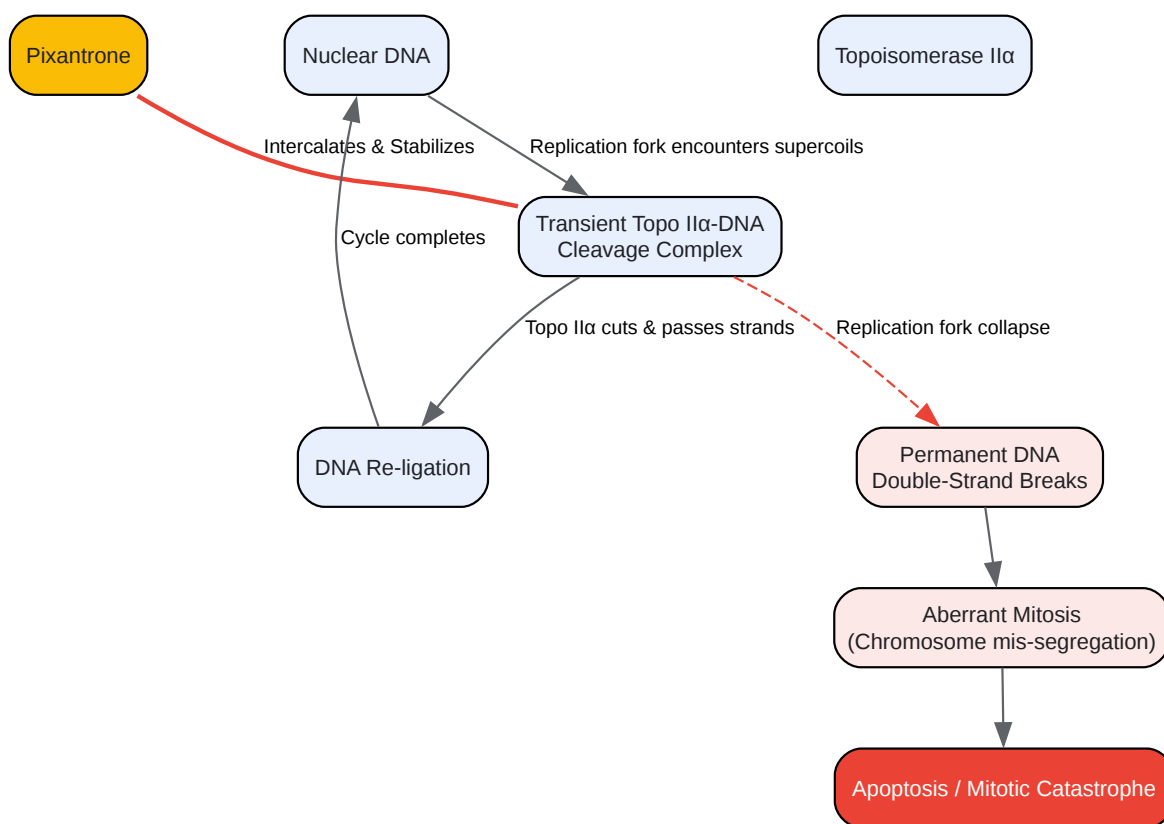 Pixantrone
Nuclear DNA
Topoisomerase IIα
Intercalates & Stabilizes
Replication fork encounters supercoils
Transient Topo IIα-DNA
Cleavage Complex
Cycle completes
Topo IIα cuts & passes strands
Replication fork collapse
DNA Re-ligation
Permanent DNA
Double-Strand Breaks
Aberrant Mitosis
(Chromosome mis-segregation)
Apoptosis / Mitotic Catastrophe